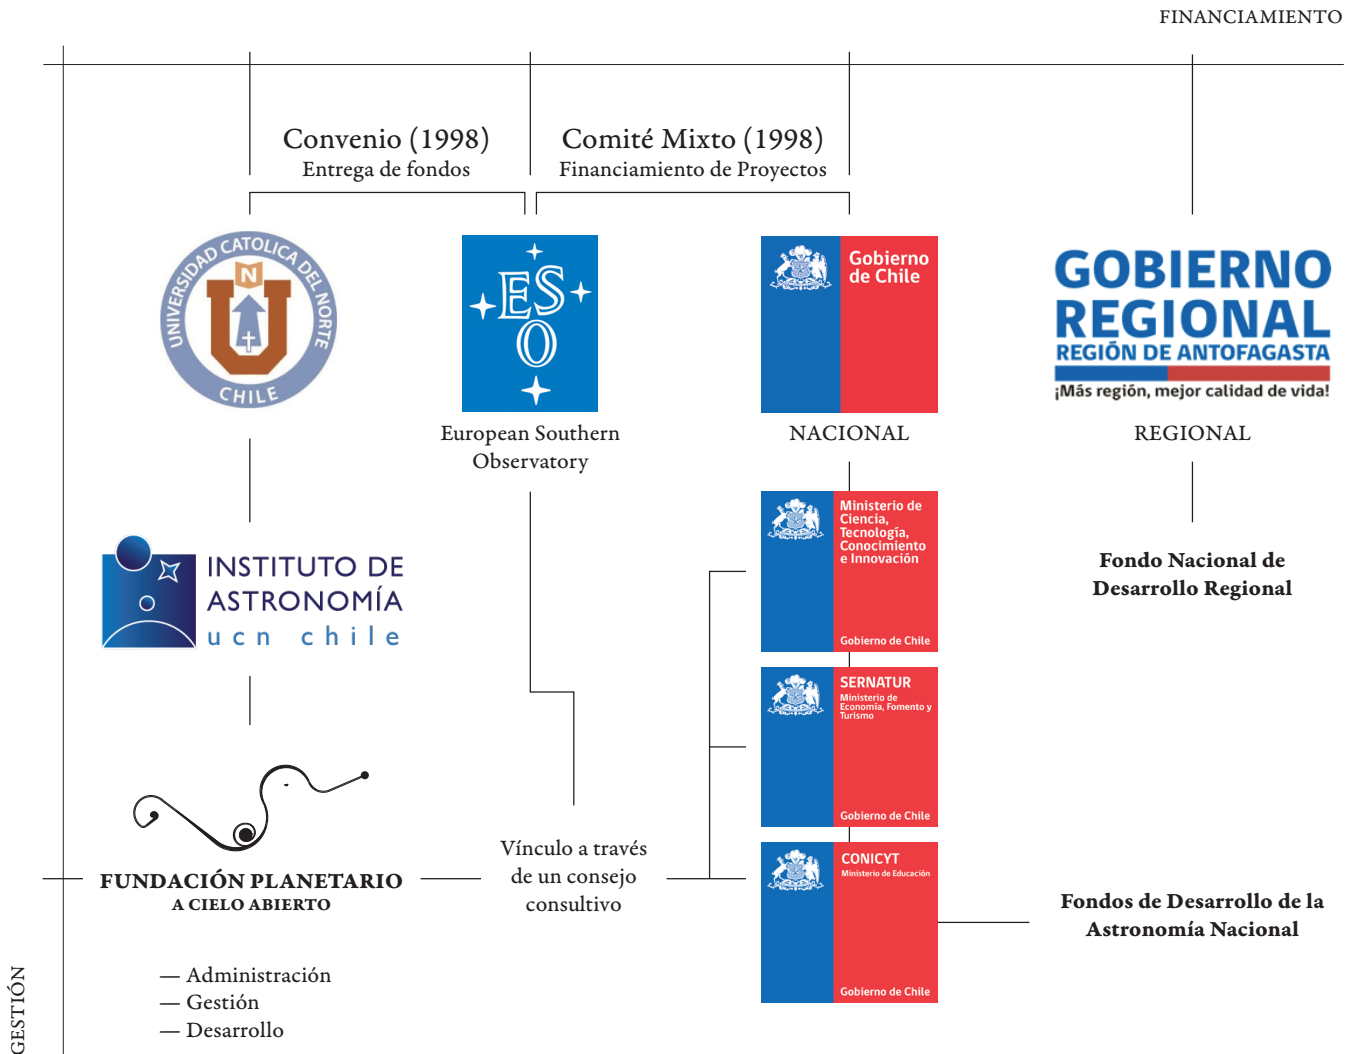 FINANCIAMIENTO
Convenio (1998)
Entrega de fondos
Comité Mixto (1998)
Financiamiento de Proyectos
UNIVERSIDAD CATOLICA DEL NORTE
N
U
CHILE
ESO
European Southern
Observatory
Gobierno
de Chile
NACIONAL
GOBIERNO
REGIONAL
REGIÓN DE ANTOFAGASTA
¡Más región, mejor calidad de vida!
REGIONAL
INSTITUTO DE
ASTRONOMÍA
ucn chile
Ministerio de
Ciencia,
Tecnología,
Conocimiento
e Innovación
Gobierno de Chile
Fondo Nacional de
Desarrollo Regional
SERNATUR
Ministerio de
Economía, Fomento y
Turismo
Gobierno de Chile
FUNDACIÓN PLANETARIO
A CIELO ABIERTO
Vínculo a través
de un consejo
consultivo
CONICYT
Ministerio de Educación
Gobierno de Chile
Fondos de Desarrollo de la
Astronomía Nacional
— Administración
— Gestión
— Desarrollo
GESTIÓN